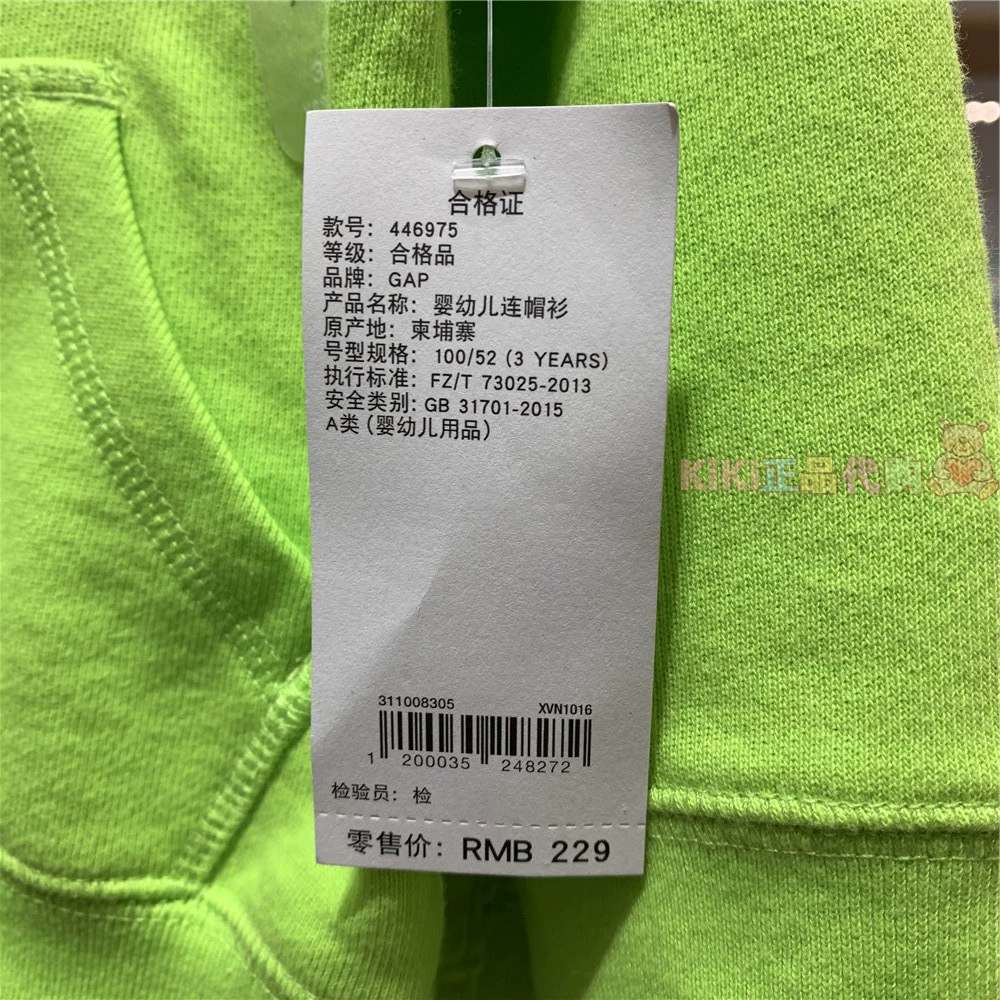 合格证
款号: 446975
等级: 合格品
品牌: GAP
产品名称: 婴幼儿连帽衫
原产地: 柬埔寨
号型规格: 100/52 (3 YEARS)
执行标准: FZ/T 73025-2013
安全类别: GB 31701-2015
A类 (婴幼儿用品)
KIKI正品代购
311008305 XVN1016
1 200035 248272
检验员: 检
零售价: RMB 229
3